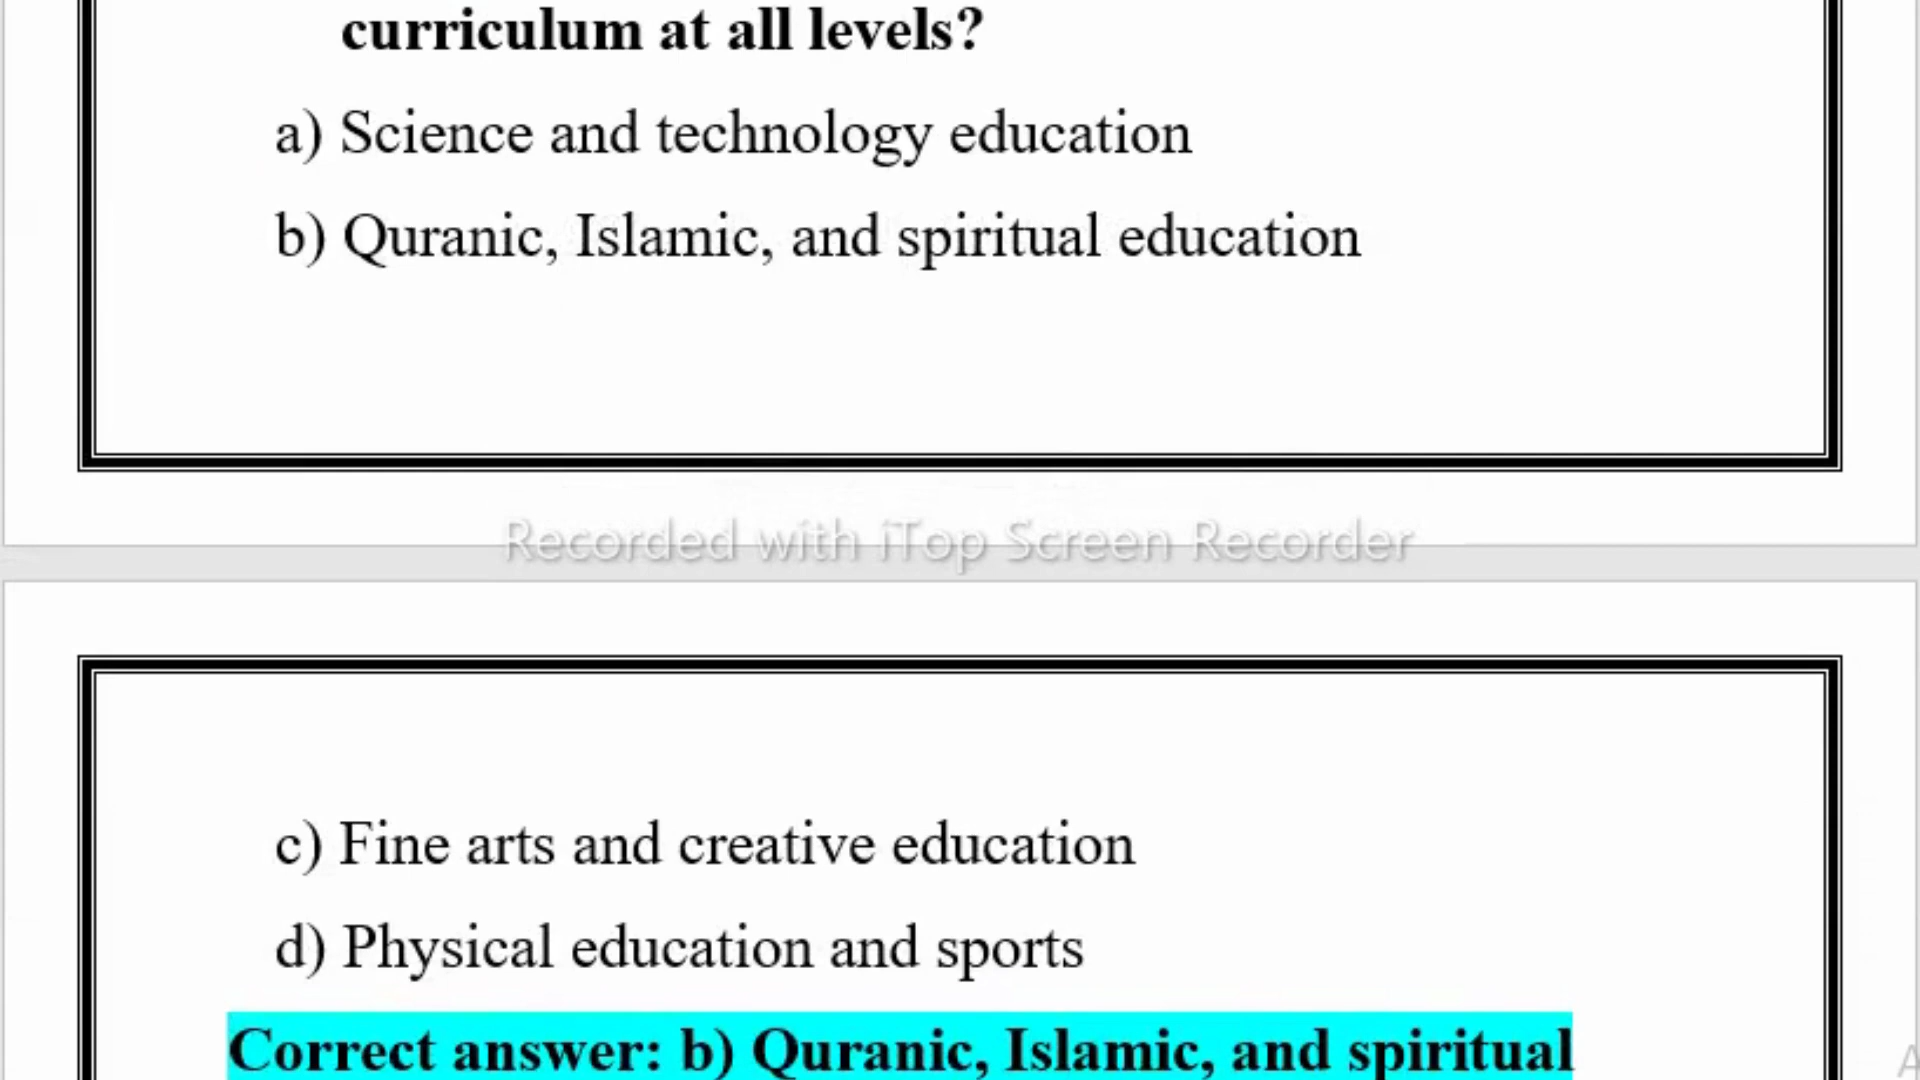 curriculum at all levels?
a) Science and technology education
b) Quranic, Islamic, and spiritual education
Recorded with iTop Screen Recorder
c) Fine arts and creative education
d) Physical education and sports
Correct answer: b) Quranic, Islamic, and spiritual
A